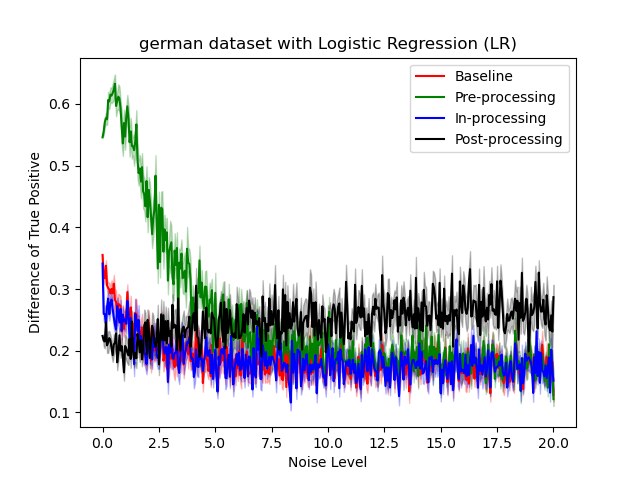 german dataset with Logistic Regression (LR)
Baseline
Pre-processing
In-processing
Post-processing
Difference of True Positive
0.6
0.5
0.4
0.3
0.2
0.1
0.0 2.5 5.0 7.5 10.0 12.5 15.0 17.5 20.0
Noise Level